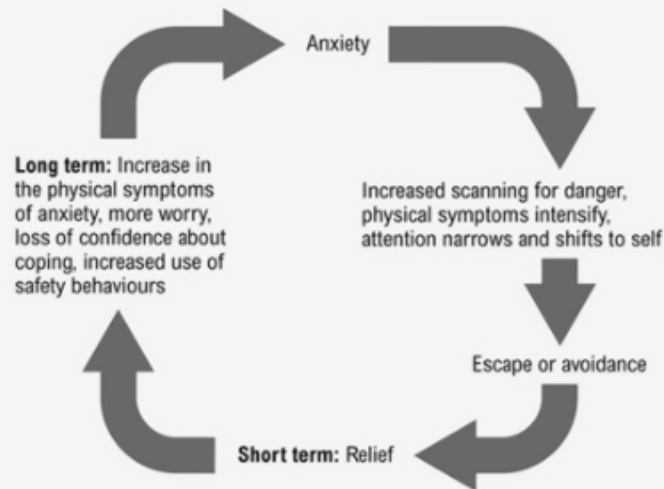 Anxiety
Increased scanning for danger,
physical symptoms intensify,
attention narrows and shifts to self
Escape or avoidance
Short term: Relief
Long term: Increase in
the physical symptoms
of anxiety, more worry,
loss of confidence about
coping, increased use of
safety behaviours